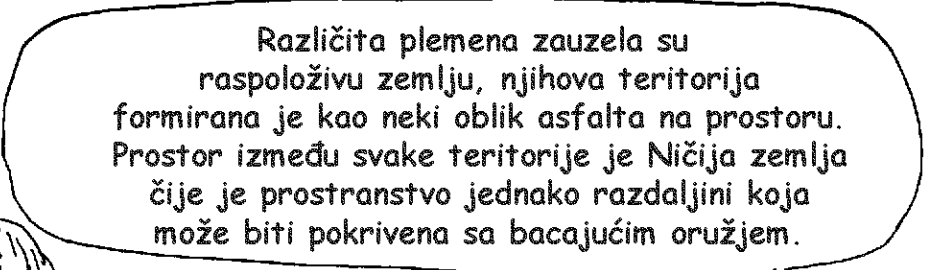 Različita plemena zauzela su
raspoloživu zemlju, njihova teritorija
formirana je kao neki oblik asfalta na prostoru.
Prostor između svake teritorije je Ničija zemlja
čije je prostranstvo jednako razdaljini koja
može biti pokrivena sa bacajućim oružjem.